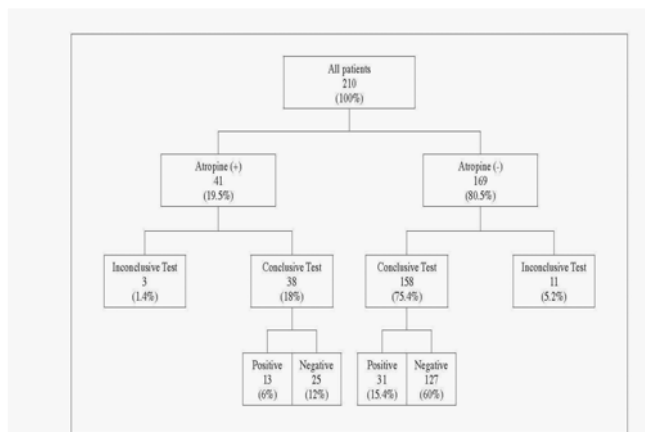 All patients
210
(100%)
Atropine (+)
41
(19.5%)
Atropine (-)
169
(80.5%)
Inconclusive Test
3
(1.4%)
Conclusive Test
38
(18%)
Conclusive Test
158
(75.4%)
Inconclusive Test
11
(5.2%)
Positive
13
(6%)
Negative
25
(12%)
Positive
31
(15.4%)
Negative
127
(60%)